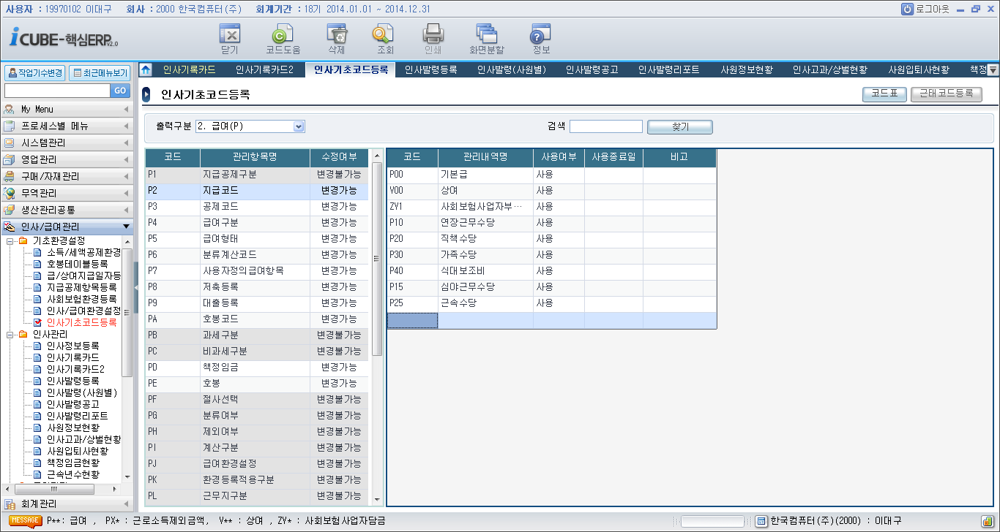 사용자 : 19970102 이대구 회사 : 2000 한국컴퓨터(주) 회계기간 : 18기 2014.01.01 ~ 2014.12.31 로그아웃
iCUBE-핵심ERP v2.0 닫기 코드도움 삭제 조회 인쇄 화면분할 정보
작업기수변경 최근메뉴보기
인사기록카드 인사기록카드2 인사기초코드등록 인사발령등록 인사발령(사원별) 인사발령공고 인사발령리포트 사원정보현황 인사고과/상벌현황 사원입퇴사현황 책정
GO
인사기초코드등록 코드표 근태코드등록
My Menu
프로세스별 메뉴
시스템관리
영업관리
구매/자재관리
무역관리
생산관리공통
인사/급여관리
기초환경설정
소득/세액공제환경
호봉테이블등록
급/상여지급일자등
지급공제항목등록
사회보험환경등록
인사/급여환경설정
인사기초코드등록
인사관리
인사정보등록
인사기록카드
인사기록카드2
인사발령등록
인사발령(사원별)
인사발령공고
인사발령리포트
사원정보현황
인사고과/상벌현황
사원입퇴사현황
책정임금현황
근속년수현황
회계관리
출력구분 2. 급여(P) 검색 찾기
코드 관리항목명 수정여부
P1 지급공제구분 변경불가능
P2 지급코드 변경가능
P3 공제코드 변경가능
P4 급여구분 변경가능
P5 급여형태 변경가능
P6 분류계산코드 변경가능
P7 사용자정의급여항목 변경가능
P8 저축등록 변경가능
P9 대출등록 변경가능
PA 호봉코드 변경가능
PB 과세구분 변경불가능
PC 비과세구분 변경불가능
PD 책정임금 변경가능
PE 호봉 변경가능
PF 절사선택 변경불가능
PG 분류여부 변경불가능
PH 제외여부 변경불가능
PI 계산구분 변경불가능
PJ 급여환경설정 변경불가능
PK 환경등록적용구분 변경불가능
PL 근무지구분 변경불가능
코드 관리내역명 사용여부 사용종료일 비고
P00 기본급 사용
V00 상여 사용
ZY1 사회보험사업자부… 사용
P10 연장근무수당 사용
P20 직책수당 사용
P30 가족수당 사용
P40 식대보조비 사용
P15 심야근무수당 사용
P25 근속수당 사용
MESSAGE P**: 급여 , PX* : 근로소득제외금액, V** : 상여 , ZY* : 사회보험사업자담금 한국컴퓨터(주)(2000) : 이대구